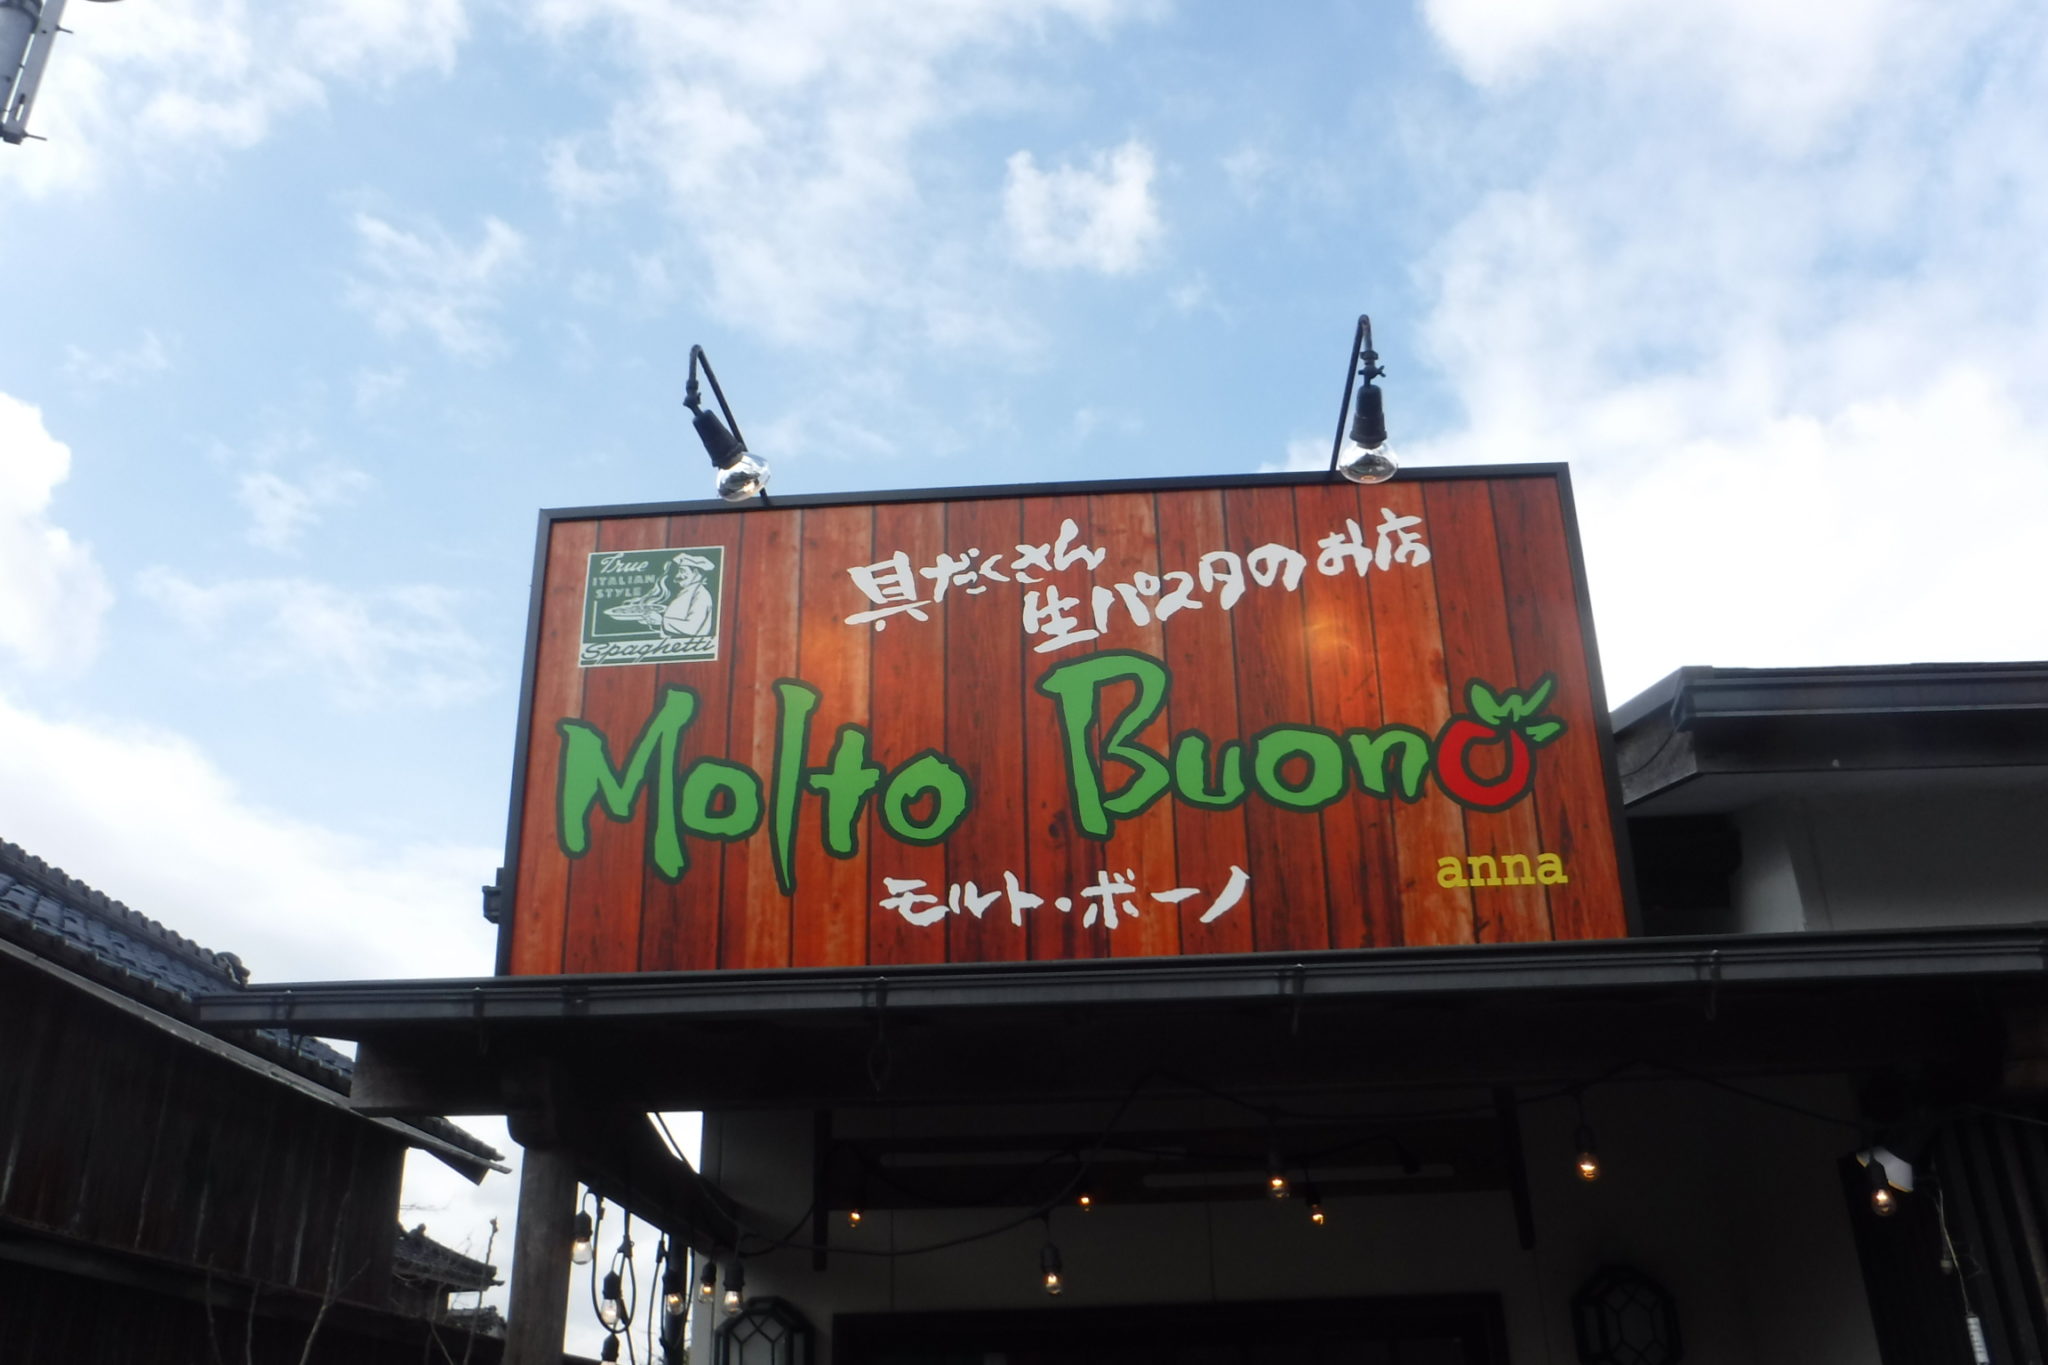 True
ITALIAN
STYLE
Spaghetti
具だくさん
生パスタのお店
Molto Buono
anna
モルト・ボーノ